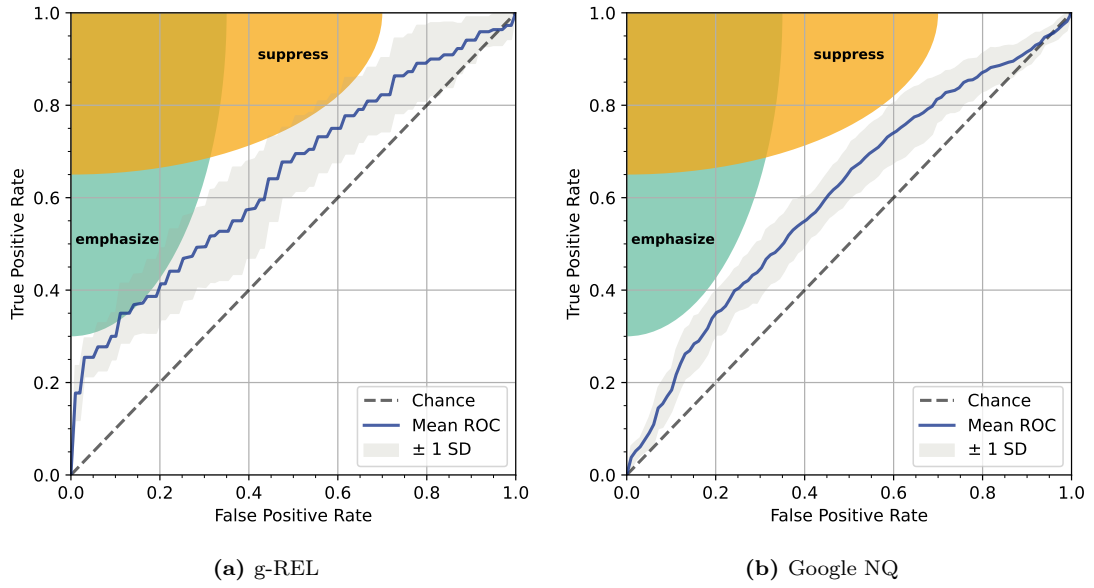 1.0
0.8
0.6
0.4
0.2
0.0
True Positive Rate
suppress
emphasize
Chance
Mean ROC
± 1 SD
0.0 0.2 0.4 0.6 0.8 1.0
False Positive Rate
(a) g-REL
1.0
0.8
0.6
0.4
0.2
0.0
True Positive Rate
suppress
emphasize
Chance
Mean ROC
± 1 SD
0.0 0.2 0.4 0.6 0.8 1.0
False Positive Rate
(b) Google NQ